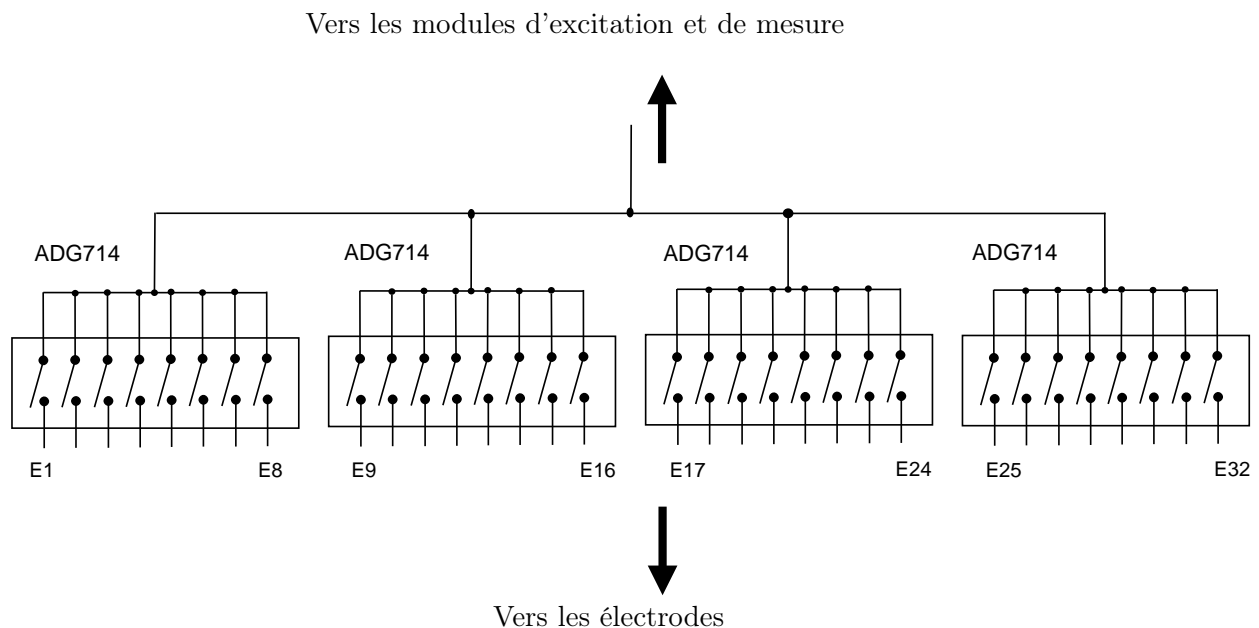 Vers les modules d'excitation et de mesure
ADG714 ADG714 ADG714 ADG714
E1 E8 E9 E16 E17 E24 E25 E32
Vers les électrodes